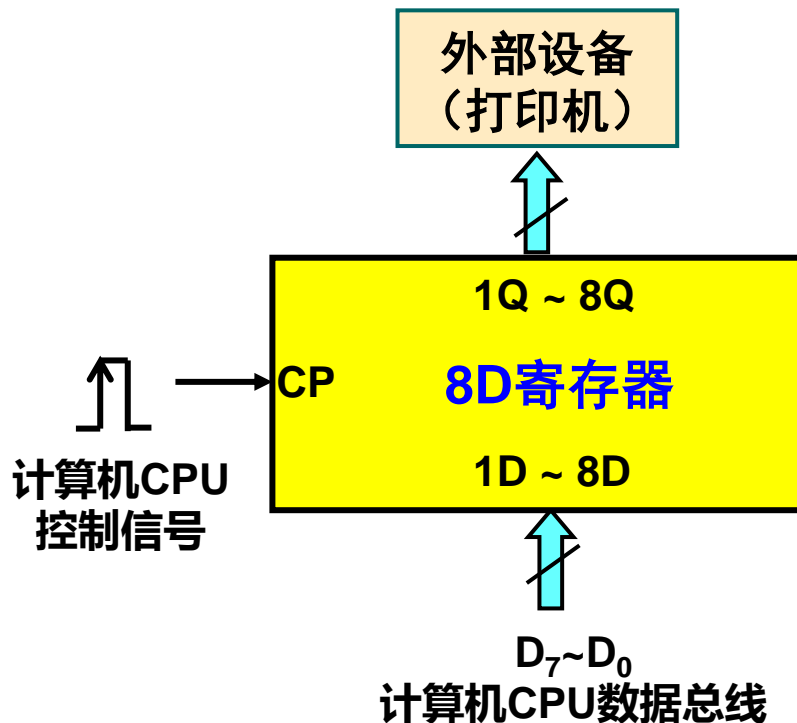 外部设备
（打印机）
1Q ~ 8Q
CP
8D寄存器
1D ~ 8D
计算机CPU
控制信号
D₇~D₀
计算机CPU数据总线